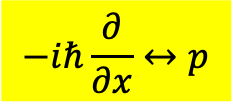 −iħ ∂/∂x ↔ p